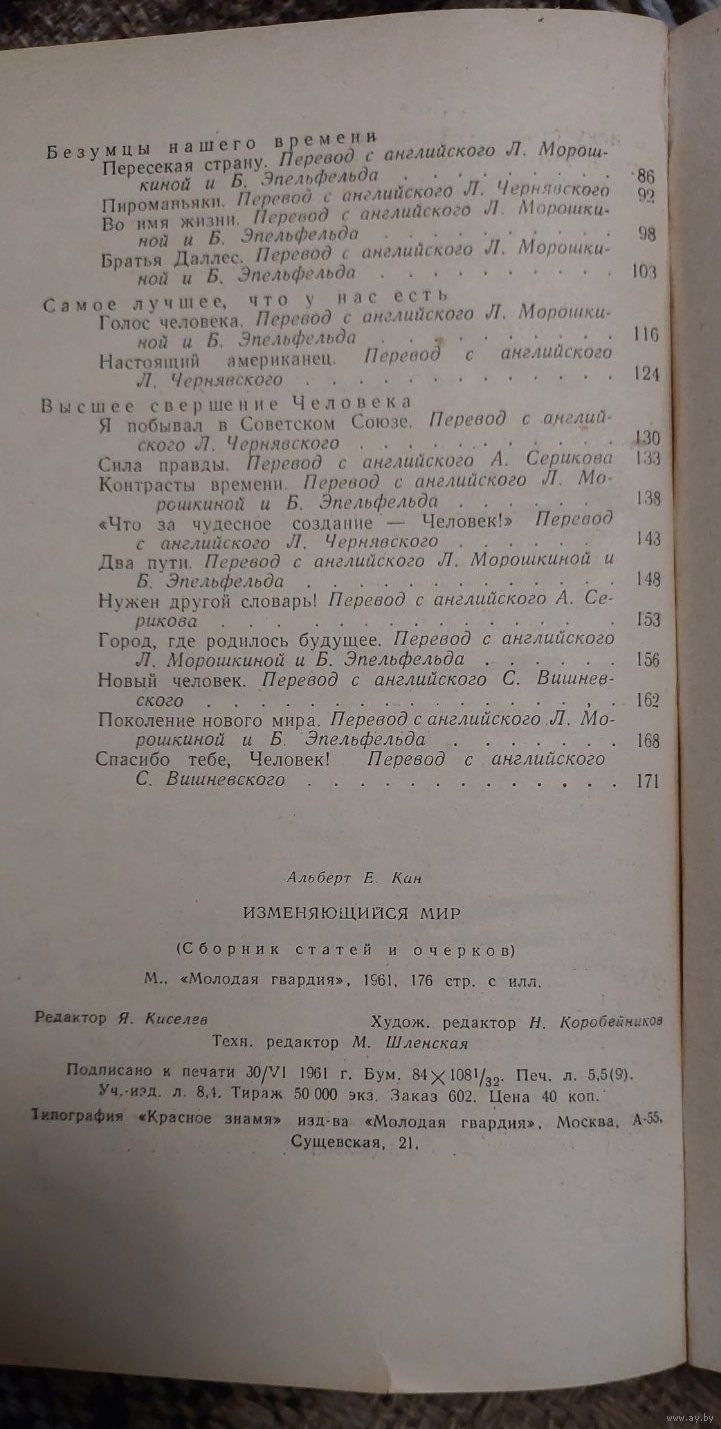 Безумцы нашего времени
Пересекая страну. Перевод с английского Л. Морош-
киной и Б. Эпельфельда . . . . . . . . . 86
Пироманьяки. Перевод с английского Л. Чернявского 92
Во имя жизни. Перевод с английского Л. Морошки-
ной и Б. Эпельфельда . . . . . . . . . . 98
Братья Даллес. Перевод с английского Л. Морошки-
ной и Б. Эпельфельда . . . . . . . . . . 103
Самое лучшее, что у нас есть
Голос человека. Перевод с английского Л. Морошки-
ной и Б. Эпельфельда . . . . . . . . . . 116
Настоящий американец. Перевод с английского
Л. Чернявского . . . . . . . . . . . . . 124
Высшее свершение Человека
Я побывал в Советском Союзе. Перевод с англий-
ского Л. Чернявского . . . . . . . . . . 130
Сила правды. Перевод с английского А. Серикова 133
Контрасты времени. Перевод с английского Л. Мо-
рошкиной и Б. Эпельфельда . . . . . . 138
«Что за чудесное создание — Человек!» Перевод
с английского Л. Чернявского . . . . . . 143
Два пути. Перевод с английского Л. Морошкиной и
Б. Эпельфельда . . . . . . . . . . . . 148
Нужен другой словарь! Перевод с английского А. Се-
рикова . . . . . . . . . . . . . . . 153
Город, где родилось будущее. Перевод с английского
Л. Морошкиной и Б. Эпельфельда . . . . . . 156
Новый человек. Перевод с английского С. Вишнев-
ского . . . . . . . . . . . . . . . . 162
Поколение нового мира. Перевод с английского Л. Мо-
рошкиной и Б. Эпельфельда . . . . . . . 168
Спасибо тебе, Человек! Перевод с английского
С. Вишневского . . . . . . . . . . . . . 171
Альберт Е. Кан
ИЗМЕНЯЮЩИЙСЯ МИР
(Сборник статей и очерков)
М., «Молодая гвардия», 1961, 176 стр. с илл.
Редактор Я. Киселев Худож. редактор Н. Коробейников
Техн. редактор М. Шленская
Подписано к печати 30/VI 1961 г. Бум. 84×108¹/₃₂. Печ. л. 5,5(9).
Уч.-изд. л. 8,4. Тираж 50 000 экз. Заказ 602. Цена 40 коп.
Типография «Красное знамя» изд-ва «Молодая гвардия». Москва, А-55,
Сущевская, 21.
www.ay.by